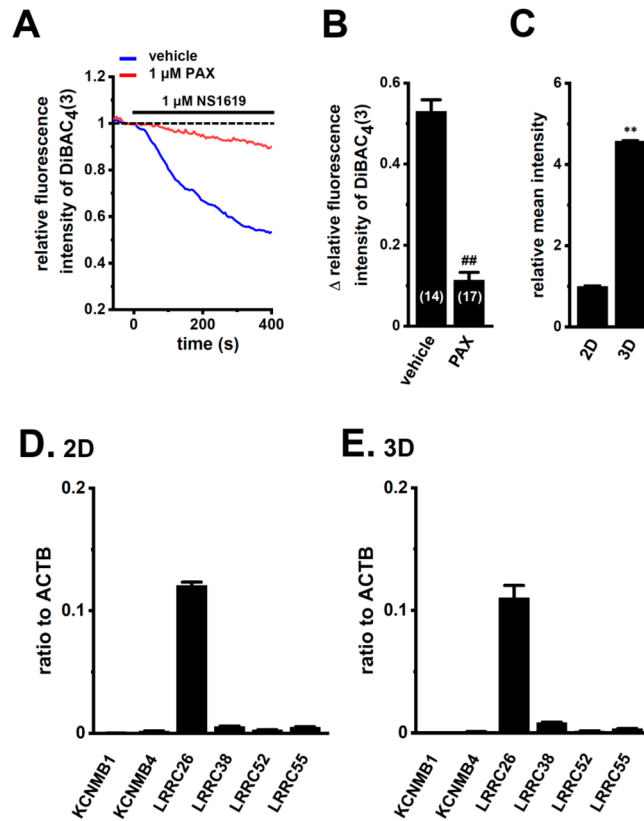 A
vehicle
1 µM PAX
1 µM NS1619
relative fluorescence
intensity of DiBAC4(3)
1.2
1
0.8
0.6
0.4
0.2
0
200
400
time (s)
B
Δ relative fluorescence
intensity of DiBAC4(3)
0.6
0.4
0.2
0
##
(14)
(17)
vehicle
PAX
C
relative mean intensity
6
4
2
0
**
2D
3D
D. 2D
ratio to ACTB
0.2
0.1
0
KCNMB1
KCNMB4
LRRC26
LRRC38
LRRC52
LRRC55
E. 3D
ratio to ACTB
0.2
0.1
0
KCNMB1
KCNMB4
LRRC26
LRRC38
LRRC52
LRRC55